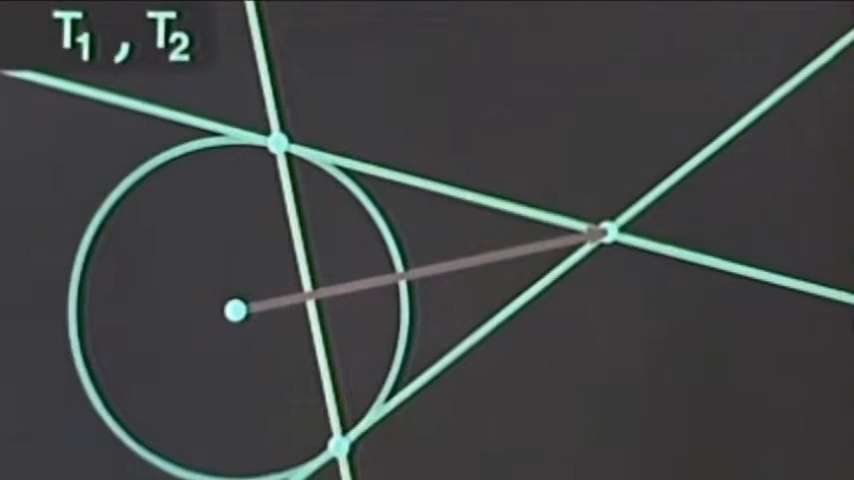 T₁ , T₂